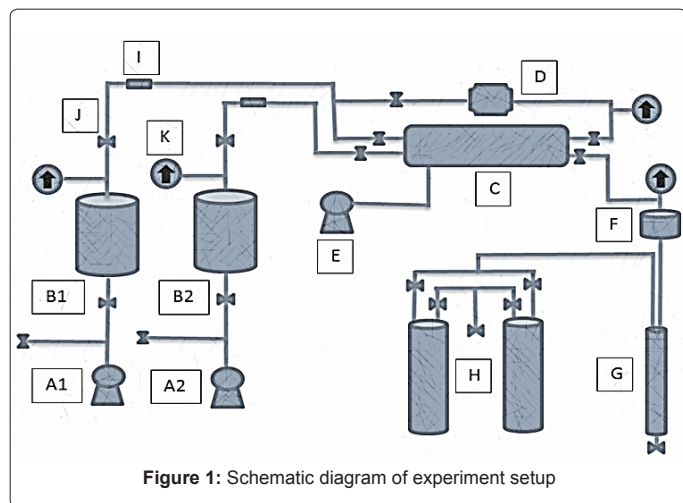 I
D
J
K
C
F
E
B1
B2
H
G
A1
A2
Figure 1: Schematic diagram of experiment setup